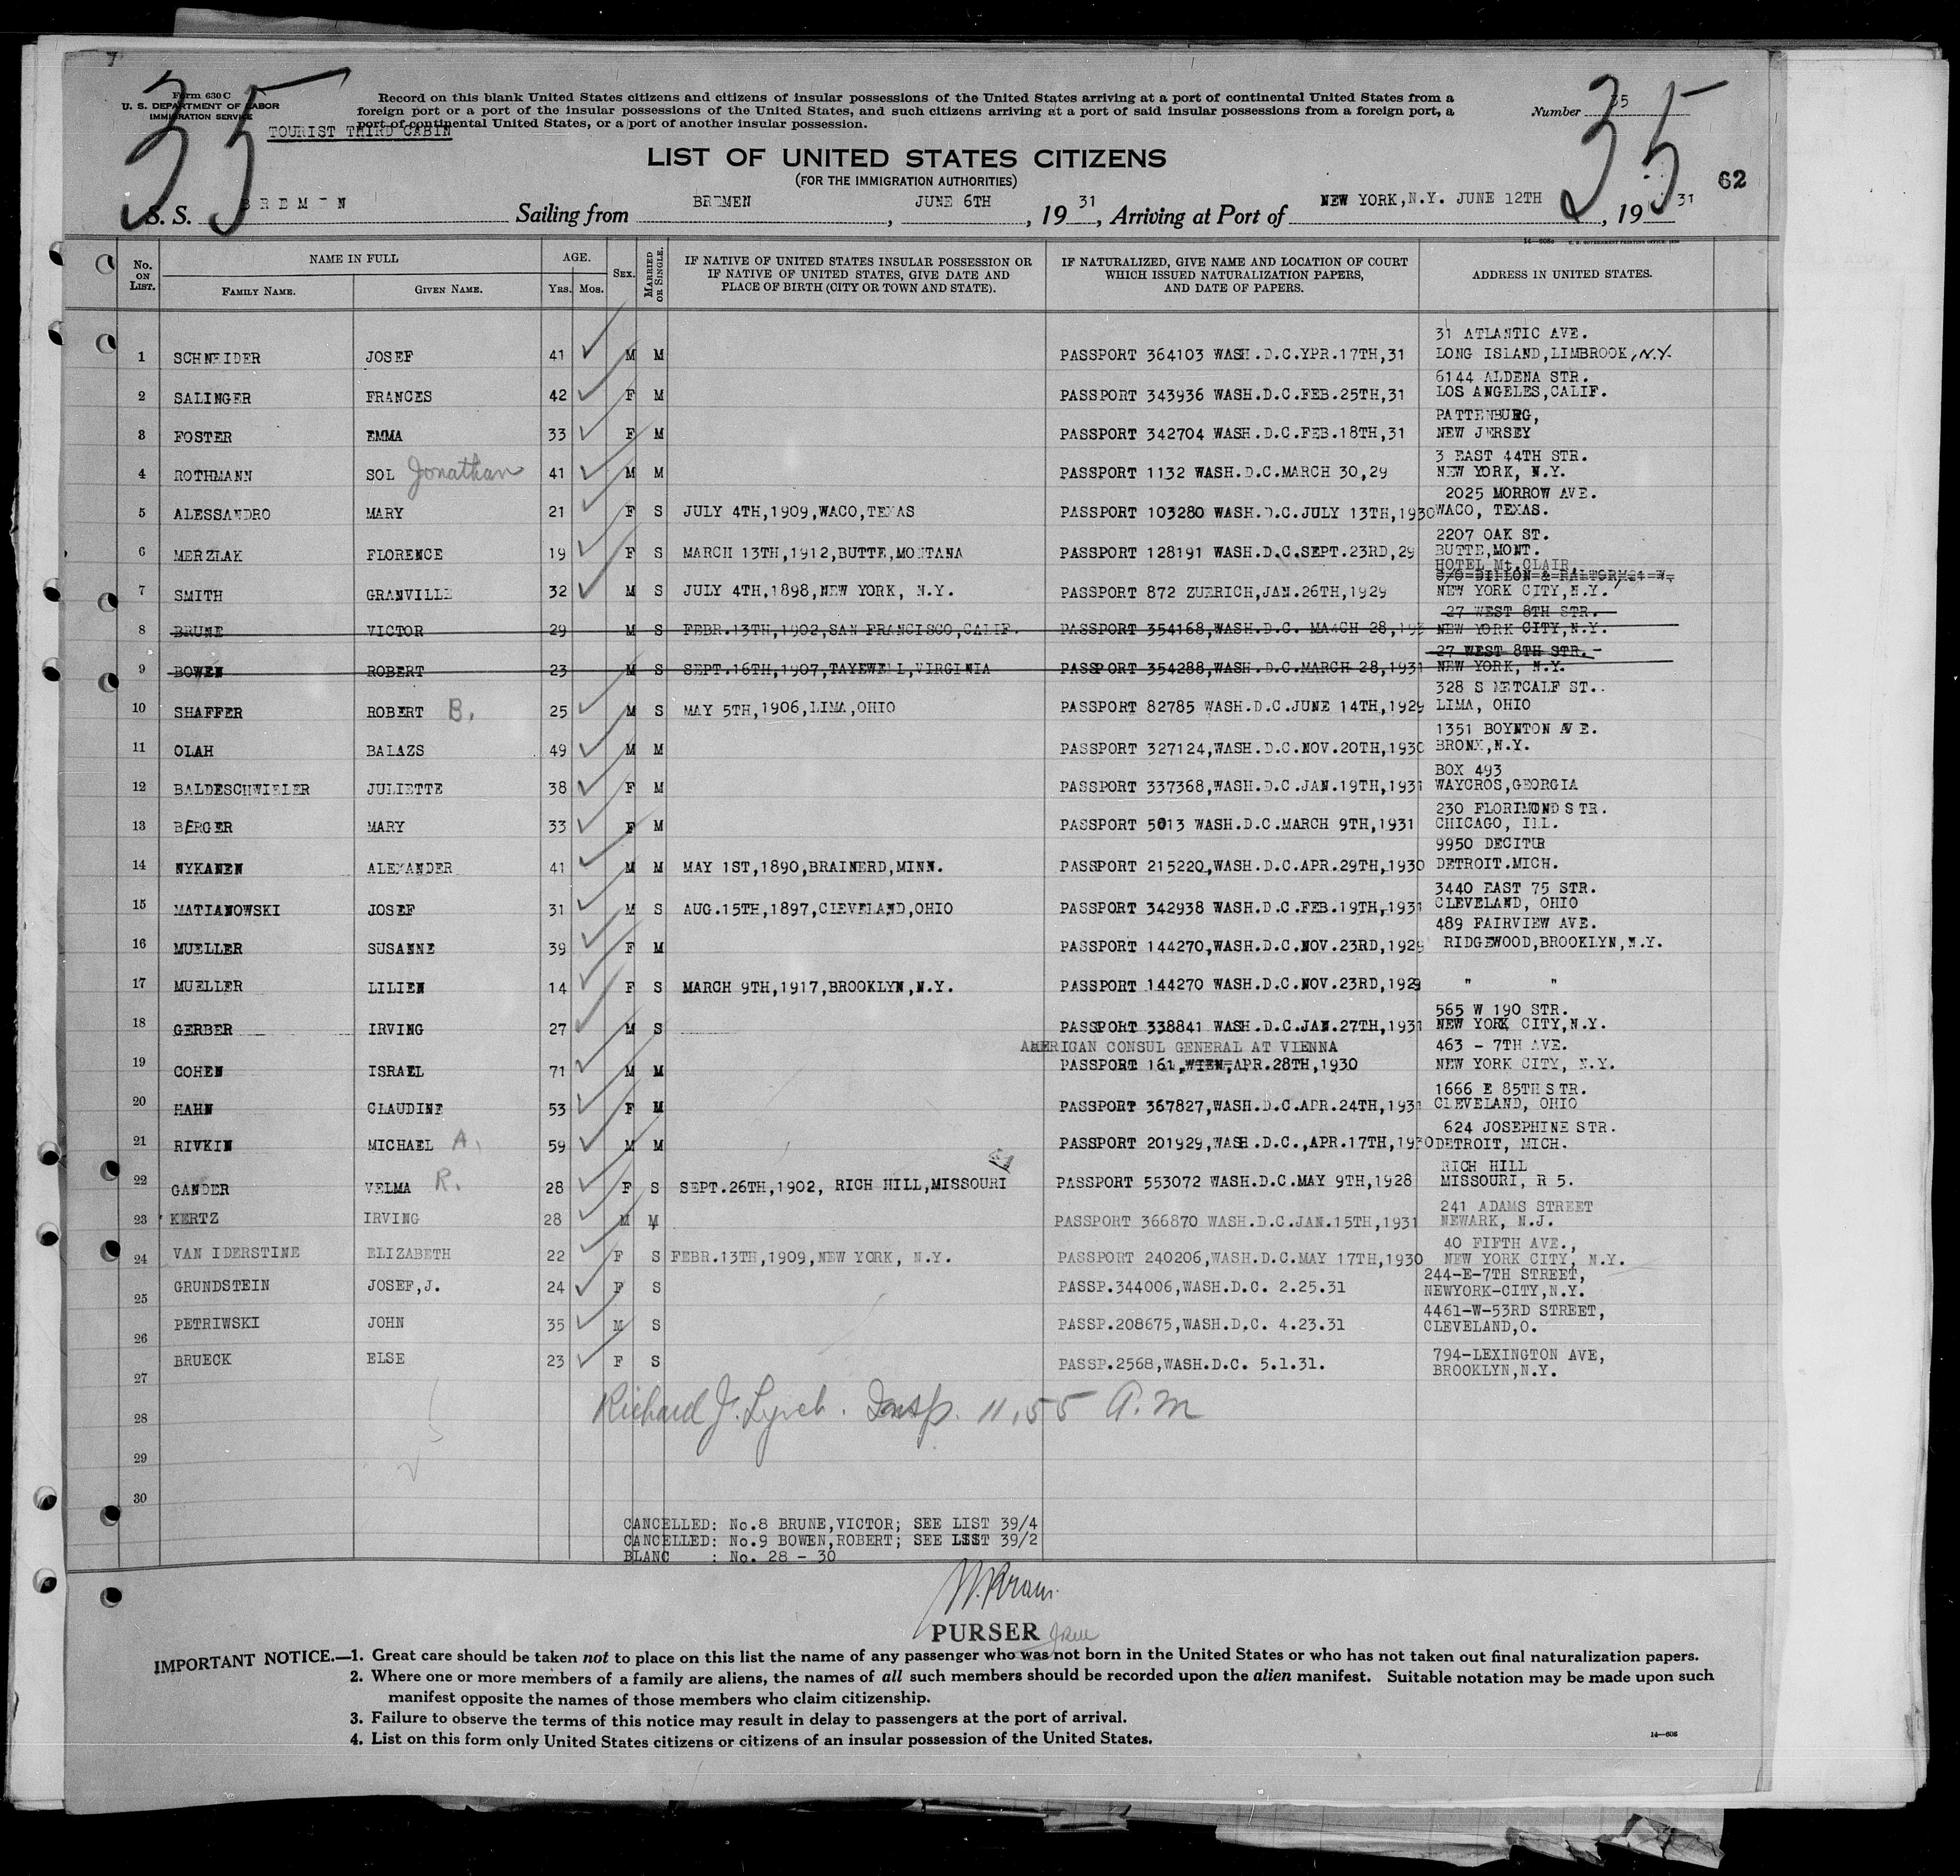 35
Form 630 C
U. S. DEPARTMENT OF LABOR
IMMIGRATION SERVICE
TOURIST THIRD CABIN
Record on this blank United States citizens and citizens of insular possessions of the United States arriving at a port of continental United States from a
foreign port or a port of the insular possessions of the United States, and such citizens arriving at a port of said insular possessions from a foreign port, a
port of continental United States, or a port of another insular possession.
Number 35
35
62
LIST OF UNITED STATES CITIZENS
(FOR THE IMMIGRATION AUTHORITIES)
S. S. BREMEN Sailing from BREMEN, JUNE 6TH, 1931, Arriving at Port of NEW YORK,N.Y. JUNE 12TH, 1931
No. ON LIST. NAME IN FULL FAMILY NAME. GIVEN NAME. AGE. YRS. MOS. SEX. MARRIED OR SINGLE. IF NATIVE OF UNITED STATES INSULAR POSSESSION OR IF NATIVE OF UNITED STATES, GIVE DATE AND PLACE OF BIRTH (CITY OR TOWN AND STATE). IF NATURALIZED, GIVE NAME AND LOCATION OF COURT WHICH ISSUED NATURALIZATION PAPERS, AND DATE OF PAPERS. ADDRESS IN UNITED STATES.
31 ATLANTIC AVE.
1 SCHNEIDER JOSEF 41 M M PASSPORT 364103 WASH.D.C.YPR.17TH,31 LONG ISLAND,LIMBROOK,N.Y.
6144 ALDENA STR.
2 SALINGER FRANCES 42 F M PASSPORT 343936 WASH.D.C.FEB.25TH,31 LOS ANGELES,CALIF.
PATTENBURG,
3 FOSTER EMMA 33 F M PASSPORT 342704 WASH.D.C.FEB.18TH,31 NEW JERSEY
3 EAST 44TH STR.
4 ROTHMANN SOL Jonathan 41 M M PASSPORT 1132 WASH.D.C.MARCH 30,29 NEW YORK, N.Y.
2025 MORROW AVE.
5 ALESSANDRO MARY 21 F S JULY 4TH,1909,WACO,TEXAS PASSPORT 103280 WASH.D.C.JULY 13TH,1930 WACO, TEXAS.
2207 OAK ST.
6 MERZLAK FLORENCE 19 F S MARCH 13TH,1912,BUTTE,MONTANA PASSPORT 128191 WASH.D.C.SEPT.23RD,29 BUTTE,MONT.
HOTEL Mt.CLAIR,
7 SMITH GRANVILLE 32 M S JULY 4TH,1898,NEW YORK, N.Y. PASSPORT 872 ZUERICH,JAN.26TH,1929 NEW YORK CITY,N.Y.
27 WEST 8TH STR.
8 BRUNE VICTOR 29 M S FEBR.13TH,1902,SAN FRANCISCO,CALIF. PASSPORT 354168,WASH.D.C. MARCH 28,193 NEW YORK CITY,N.Y.
27 WEST 8TH STR.
9 BOWEN ROBERT 23 M S SEPT.16TH,1907,TAYEWELL,VIRGINIA PASSPORT 354288,WASH.D.C.MARCH 28,1931 NEW YORK, N.Y.
328 S METCALF ST.
10 SHAFFER ROBERT B. 25 M S MAY 5TH,1906,LIMA,OHIO PASSPORT 82785 WASH.D.C.JUNE 14TH,1929 LIMA, OHIO
1351 BOYNTON AVE.
11 OLAH BALAZS 49 M M PASSPORT 327124,WASH.D.C.NOV.20TH,1930 BRONX,N.Y.
BOX 493
12 BALDESCHWIELER JULIETTE 38 F M PASSPORT 337368,WASH.D.C.JAN.19TH,1931 WAYCROS,GEORGIA
230 FLORIMOND STR.
13 BERGER MARY 33 F M PASSPORT 5013 WASH.D.C.MARCH 9TH,1931 CHICAGO, Ill.
9950 DECITUR
14 NYKANEN ALEXANDER 41 M M MAY 1ST,1890,BRAINERD,MINN. PASSPORT 215220,WASH.D.C.APR.29TH,1930 DETROIT.MICH.
3440 EAST 75 STR.
15 MATIANOWSKI JOSEF 31 M S AUG.15TH,1897,CLEVELAND,OHIO PASSPORT 342938 WASH.D.C.FEB.19TH,1931 CLEVELAND, OHIO
489 FAIRVIEW AVE.
16 MUELLER SUSANNE 39 F M PASSPORT 144270,WASH.D.C.NOV.23RD,1929 RIDGEWOOD,BROOKLYN,N.Y.
17 MUELLER LILIEN 14 F S MARCH 9TH,1917,BROOKLYN,N.Y. PASSPORT 144270 WASH.D.C.NOV.23RD,1929 " "
565 W 190 STR.
18 GERBER IRVING 27 M S PASSPORT 338841 WASH.D.C.JAN.27TH,1931 NEW YORK CITY,N.Y.
AMERICAN CONSUL GENERAL AT VIENNA 463 - 7TH AVE.
19 COHEN ISRAEL 71 M M PASSPORT 161,WIEN,APR.28TH,1930 NEW YORK CITY, N.Y.
1666 E 85TH STR.
20 HAHN CLAUDINE 53 F M PASSPORT 367827,WASH.D.C.APR.24TH,1931 CLEVELAND, OHIO
624 JOSEPHINE STR.
21 RIVKIN MICHAEL A. 59 M M PASSPORT 201929,WASH.D.C.,APR.17TH,1930 DETROIT, MICH.
RICH HILL
22 GANDER VELMA R. 28 F S SEPT.26TH,1902, RICH HILL,MISSOURI PASSPORT 553072 WASH.D.C.MAY 9TH,1928 MISSOURI, R 5.
241 ADAMS STREET
23 KERTZ IRVING 28 M M PASSPORT 366870 WASH.D.C.JAN.15TH,1931 NEWARK, N.J.
40 FIFTH AVE.,
24 VAN IDERSTINE ELIZABETH 22 F S FEBR.13TH,1909,NEW YORK, N.Y. PASSPORT 240206,WASH.D.C.MAY 17TH,1930 NEW YORK CITY, N.Y.
244-E-7TH STREET,
25 GRUNDSTEIN JOSEF,J. 24 F S PASSP.344006,WASH.D.C. 2.25.31 NEWYORK-CITY,N.Y.
4461-W-53RD STREET,
26 PETRIWSKI JOHN 35 M S PASSP.208675,WASH.D.C. 4.23.31 CLEVELAND,O.
794-LEXINGTON AVE,
27 BRUECK ELSE 23 F S PASSP.2568,WASH.D.C. 5.1.31. BROOKLYN,N.Y.
28 Richard J. Lynch. Insp. 11,55 A.M
29
30
CANCELLED: No.8 BRUNE,VICTOR; SEE LIST 39/4
CANCELLED: No.9 BOWEN,ROBERT; SEE LIST 39/2
BLANC : No. 28 - 30
PURSER
IMPORTANT NOTICE.—1. Great care should be taken not to place on this list the name of any passenger who was not born in the United States or who has not taken out final naturalization papers.
2. Where one or more members of a family are aliens, the names of all such members should be recorded upon the alien manifest. Suitable notation may be made upon such
manifest opposite the names of those members who claim citizenship.
3. Failure to observe the terms of this notice may result in delay to passengers at the port of arrival.
4. List on this form only United States citizens or citizens of an insular possession of the United States.